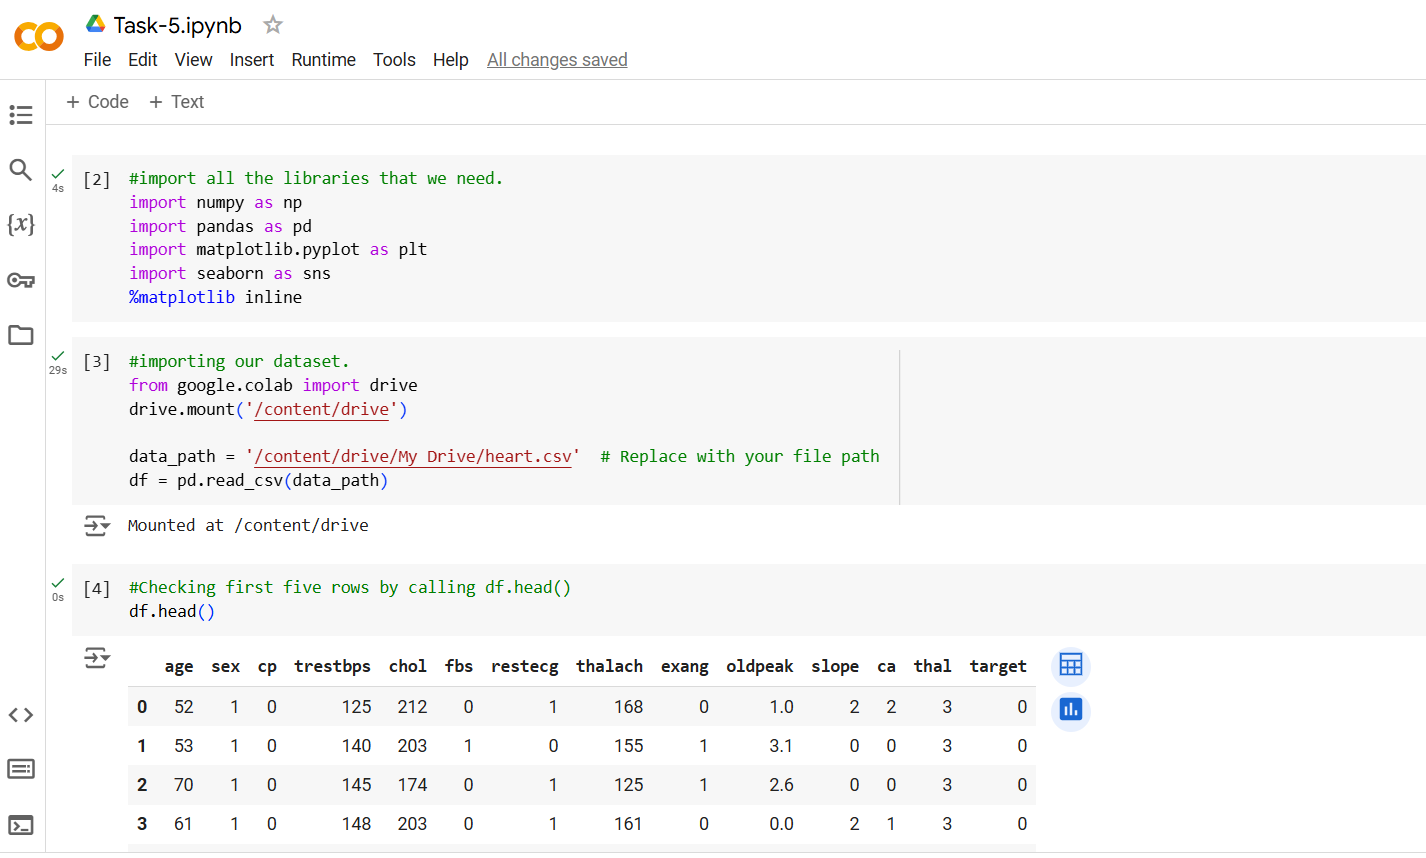 Task-5.ipynb
File Edit View Insert Runtime Tools Help All changes saved
+ Code + Text
4s
[2] #import all the libraries that we need.
import numpy as np
import pandas as pd
import matplotlib.pyplot as plt
import seaborn as sns
%matplotlib inline
29s
[3] #importing our dataset.
from google.colab import drive
drive.mount('/content/drive')
data_path = '/content/drive/My Drive/heart.csv' # Replace with your file path
df = pd.read_csv(data_path)
Mounted at /content/drive
0s
[4] #Checking first five rows by calling df.head()
df.head()
age sex cp trestbps chol fbs restecg thalach exang oldpeak slope ca thal target
0 52 1 0 125 212 0 1 168 0 1.0 2 2 3 0
1 53 1 0 140 203 1 0 155 1 3.1 0 0 3 0
2 70 1 0 145 174 0 1 125 1 2.6 0 0 3 0
3 61 1 0 148 203 0 1 161 0 0.0 2 1 3 0